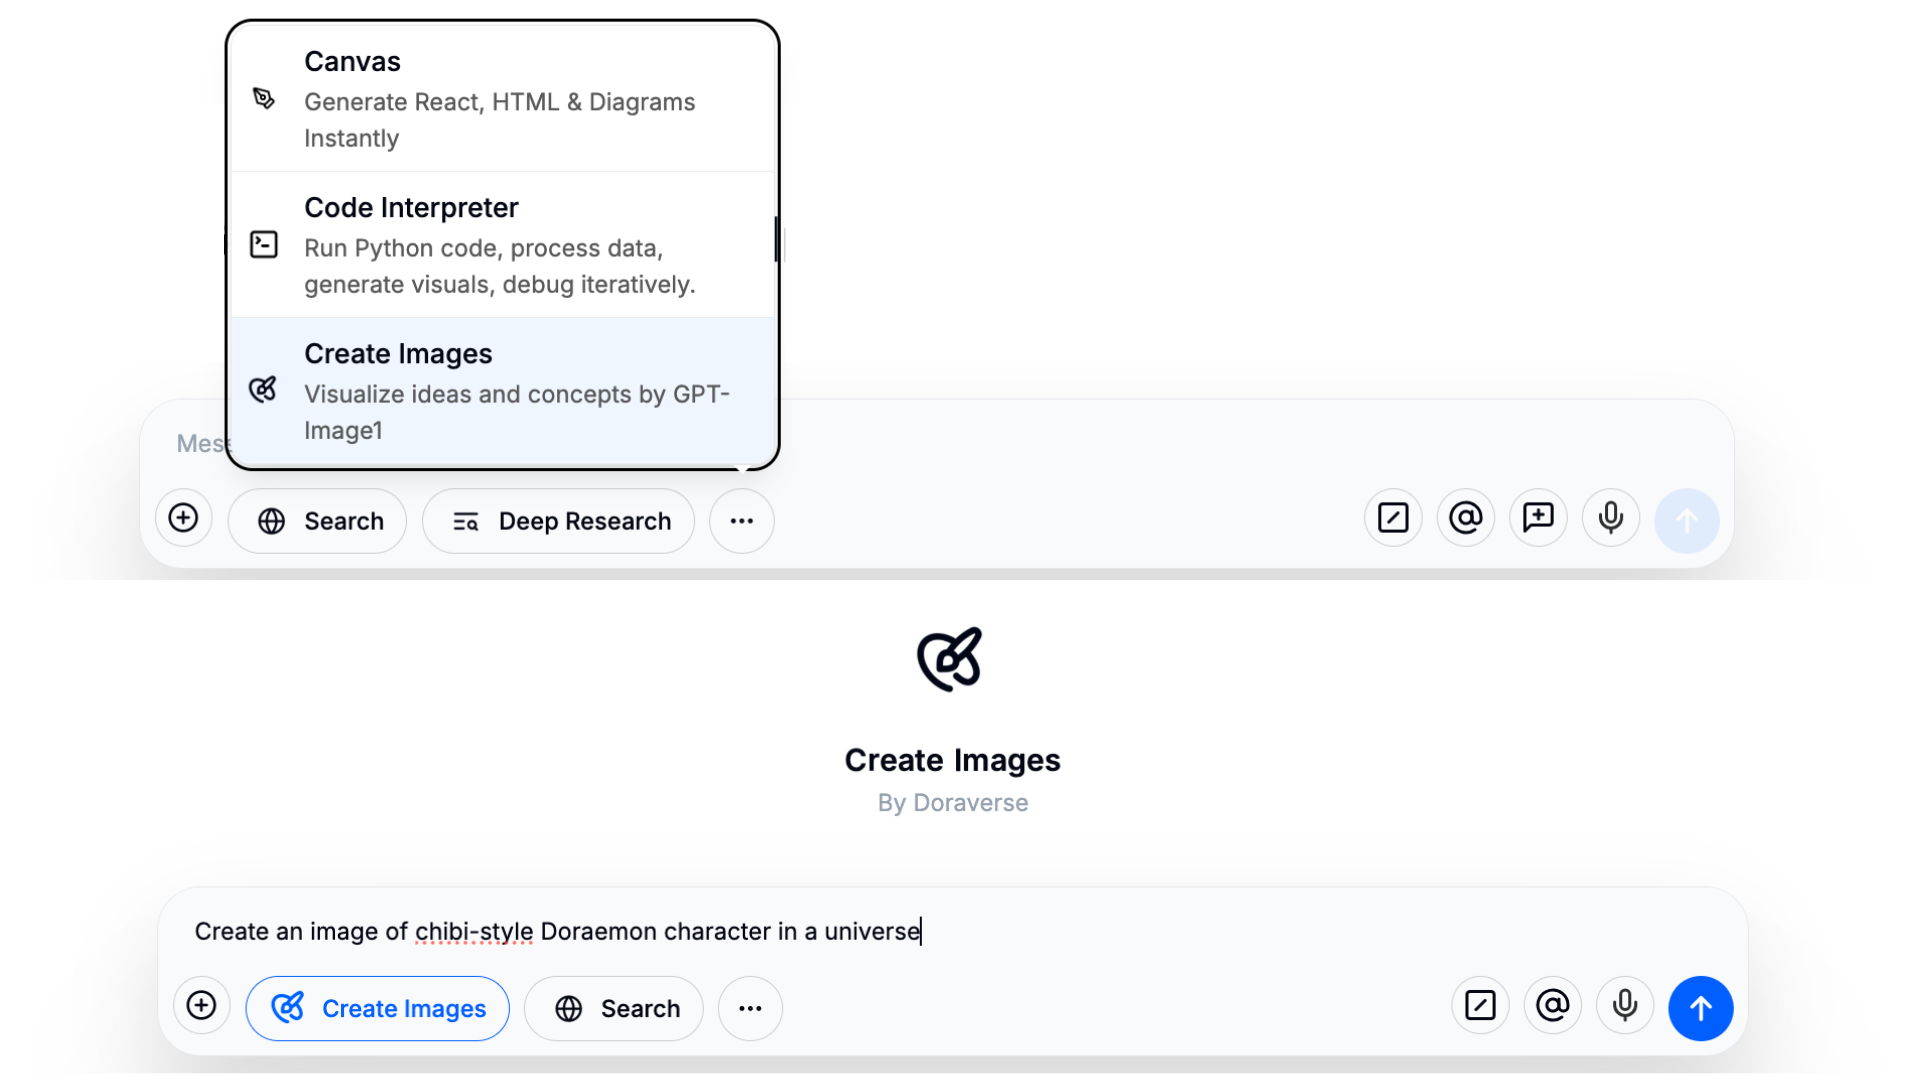 Canvas
Generate React, HTML & Diagrams
Instantly
Code Interpreter
Run Python code, process data,
generate visuals, debug iteratively.
Create Images
Visualize ideas and concepts by GPT-
Image1
Search
Deep Research
Create Images
By Doraverse
Create an image of chibi-style Doraemon character in a universe
Create Images
Search